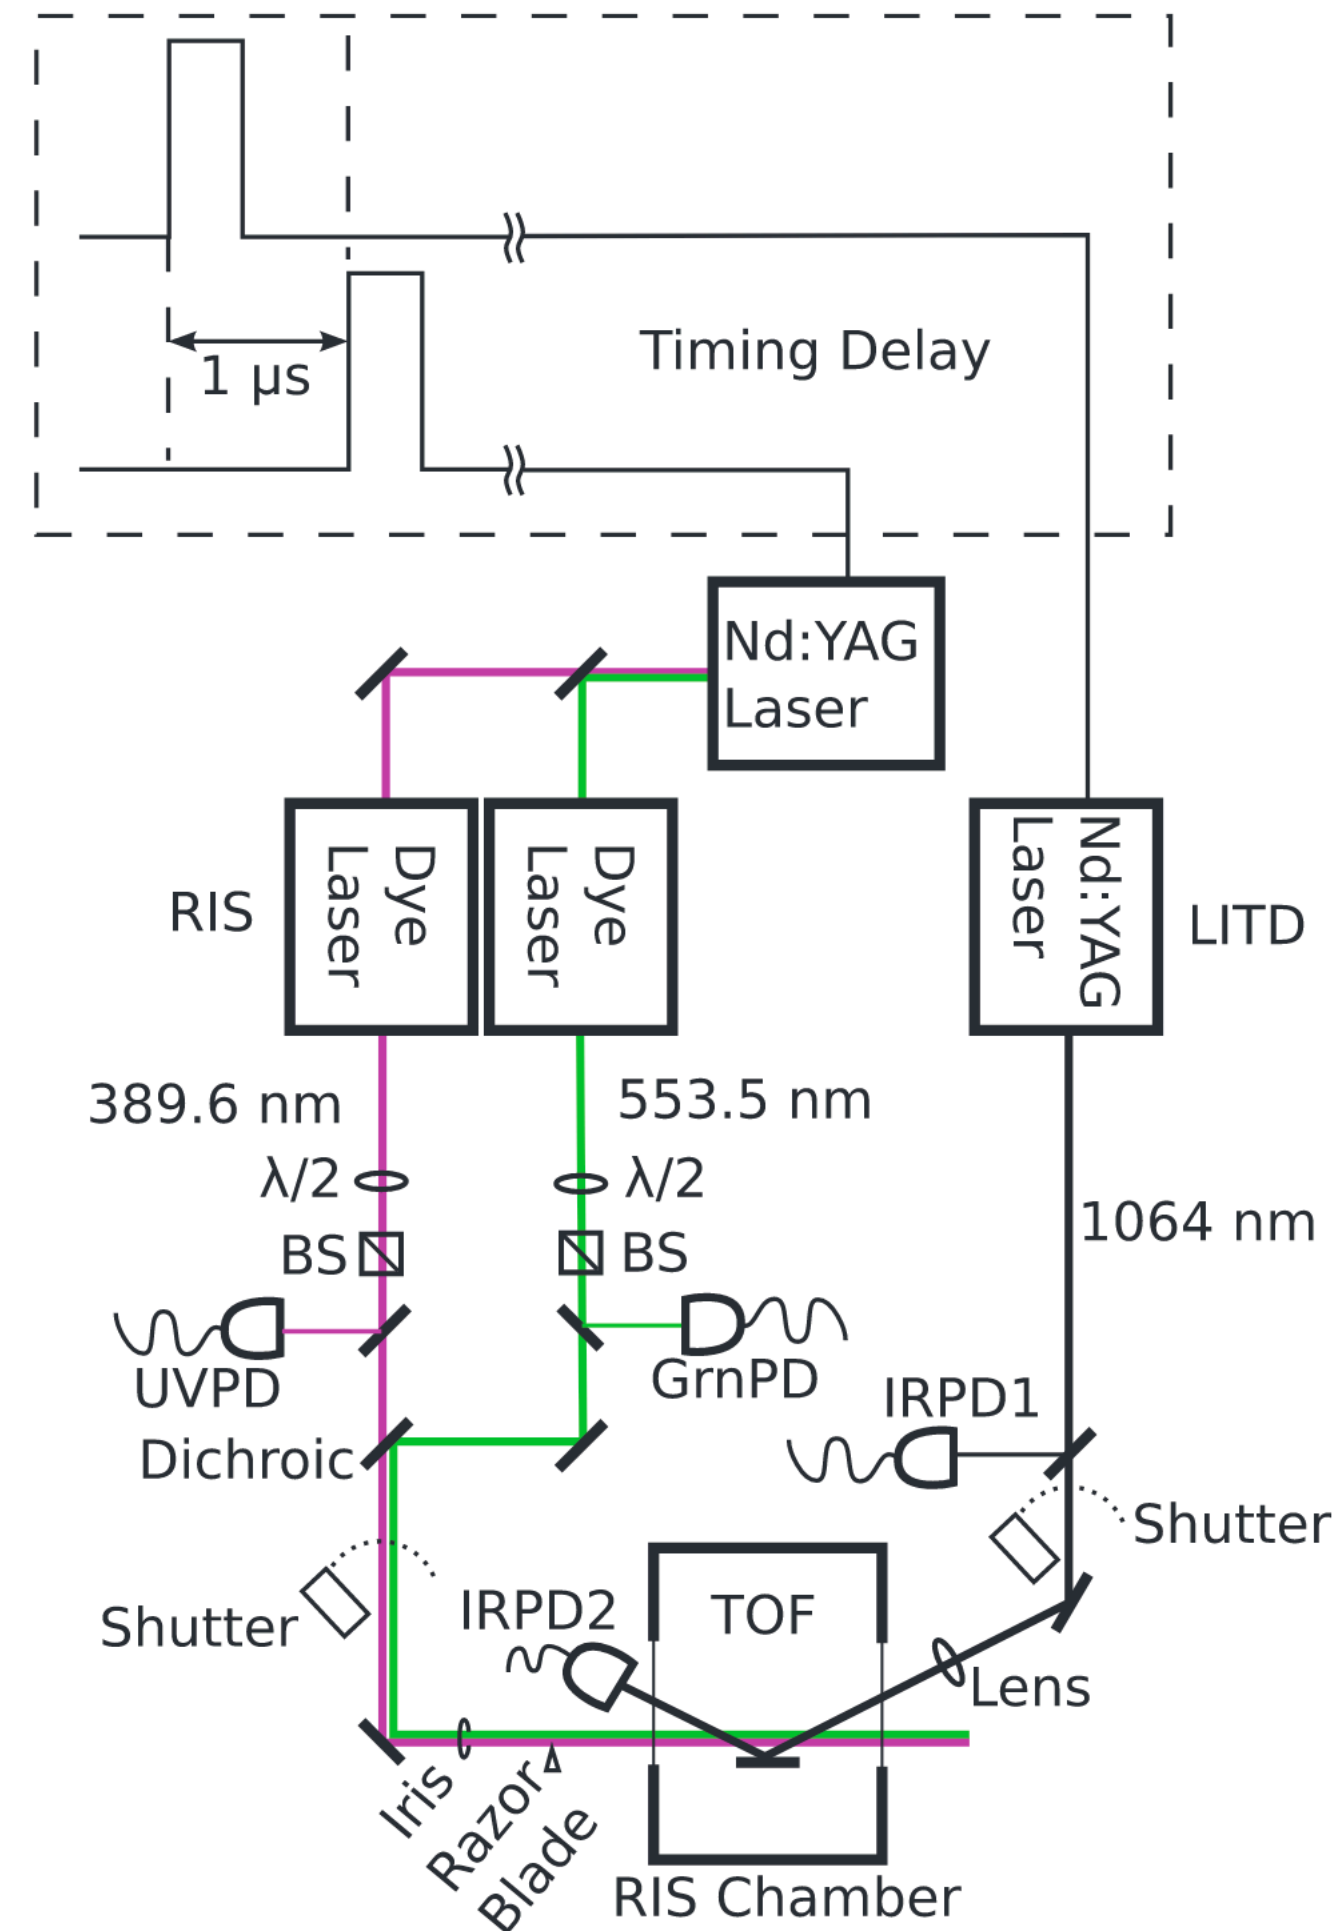 Timing Delay
1 µs
Nd:YAG
Laser
Dye
Laser
Dye
Laser
Nd:YAG
Laser
RIS
LITD
389.6 nm
553.5 nm
λ/2
λ/2
1064 nm
BS
BS
UVPD
GrnPD
IRPD1
Dichroic
Shutter
IRPD2
TOF
Shutter
Lens
Iris
Razor
Blade
RIS Chamber